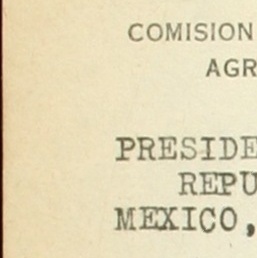 COMISION
AGR
PRESIDE
REPU
MEXICO,